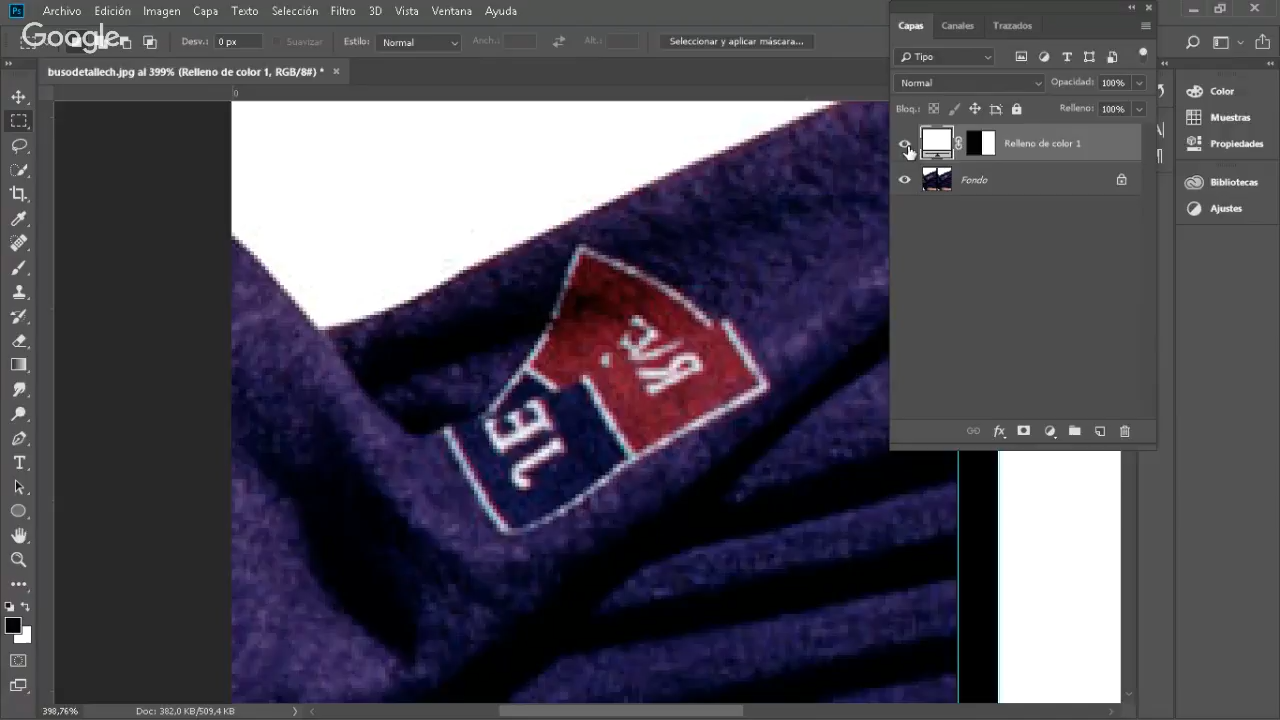 Archivo Edición Imagen Capa Texto Selección Filtro 3D Vista Ventana Ayuda
Google
Desv.: 0 px Suavizar Estilo: Normal Anch.: Alt.: Seleccionar y aplicar máscara...
busodetallech.jpg al 399% (Relleno de color 1, RGB/8#) *
0
Capas Canales Trazados
Tipo
Normal Opacidad: 100%
Bloq.: Relleno: 100%
Relleno de color 1
Fondo
fx
Color
Muestras
Propiedades
Bibliotecas
Ajustes
398,76% Doc: 382,0 KB/509,4 KB